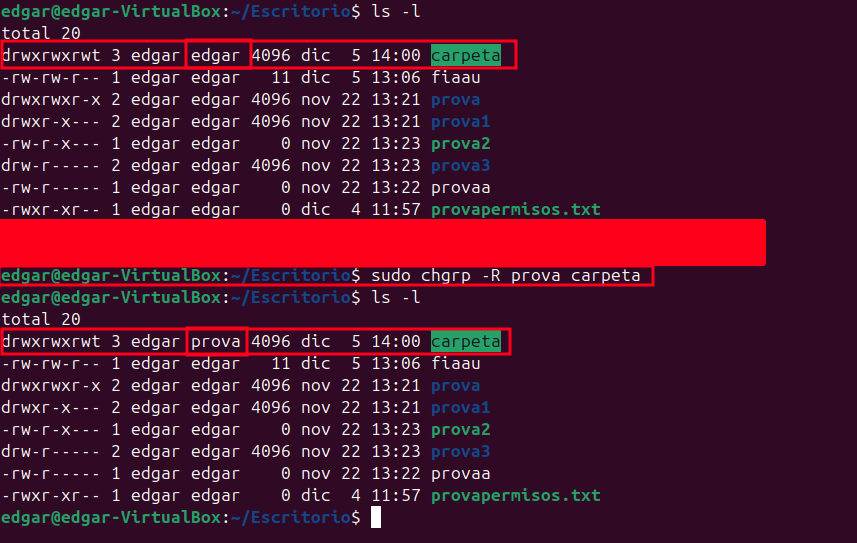 edgar@edgar-VirtualBox:~/Escritorio$ ls -l
total 20
drwxrwxrwt 3 edgar edgar 4096 dic  5 14:00 carpeta
-rw-rw-r-- 1 edgar edgar   11 dic  5 13:06 fiaau
drwxrwxr-x 2 edgar edgar 4096 nov 22 13:21 prova
drwxr-x--- 2 edgar edgar 4096 nov 22 13:21 prova1
-rw-r-x--- 1 edgar edgar    0 nov 22 13:23 prova2
drw-r----- 2 edgar edgar 4096 nov 22 13:23 prova3
-rw-r----- 1 edgar edgar    0 nov 22 13:22 provaa
-rwxr-xr-- 1 edgar edgar    0 dic  4 11:57 provapermisos.txt
edgar@edgar-VirtualBox:~/Escritorio$ sudo chgrp -R prova carpeta
edgar@edgar-VirtualBox:~/Escritorio$ ls -l
total 20
drwxrwxrwt 3 edgar prova 4096 dic  5 14:00 carpeta
-rw-rw-r-- 1 edgar edgar   11 dic  5 13:06 fiaau
drwxrwxr-x 2 edgar edgar 4096 nov 22 13:21 prova
drwxr-x--- 2 edgar edgar 4096 nov 22 13:21 prova1
-rw-r-x--- 1 edgar edgar    0 nov 22 13:23 prova2
drw-r----- 2 edgar edgar 4096 nov 22 13:23 prova3
-rw-r----- 1 edgar edgar    0 nov 22 13:22 provaa
-rwxr-xr-- 1 edgar edgar    0 dic  4 11:57 provapermisos.txt
edgar@edgar-VirtualBox:~/Escritorio$